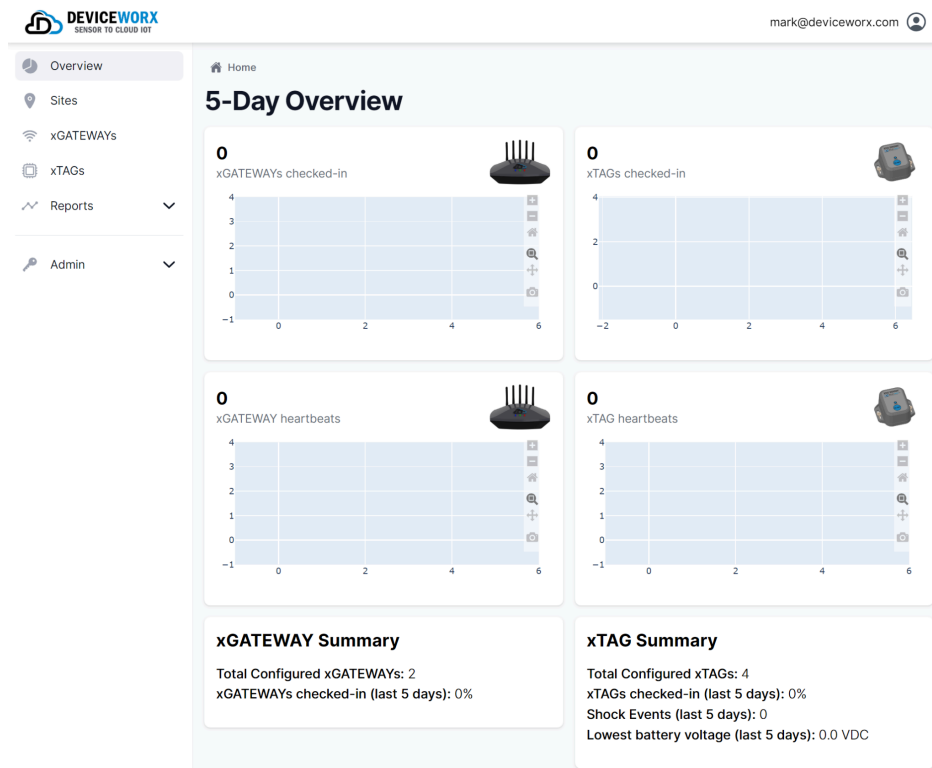 DEVICEWORX
SENSOR TO CLOUD IOT
mark@deviceworx.com
Overview
Sites
xGATEWAYs
xTAGs
Reports
Admin
Home
5-Day Overview
0
xGATEWAYs checked-in
4
3
2
1
0
−1
0 2 4 6
0
xTAGs checked-in
4
2
0
−2 0 2 4 6
0
xGATEWAY heartbeats
4
3
2
1
0
−1
0 2 4 6
0
xTAG heartbeats
4
3
2
1
0
−1
0 2 4 6
xGATEWAY Summary
Total Configured xGATEWAYs: 2
xGATEWAYs checked-in (last 5 days): 0%
xTAG Summary
Total Configured xTAGs: 4
xTAGs checked-in (last 5 days): 0%
Shock Events (last 5 days): 0
Lowest battery voltage (last 5 days): 0.0 VDC